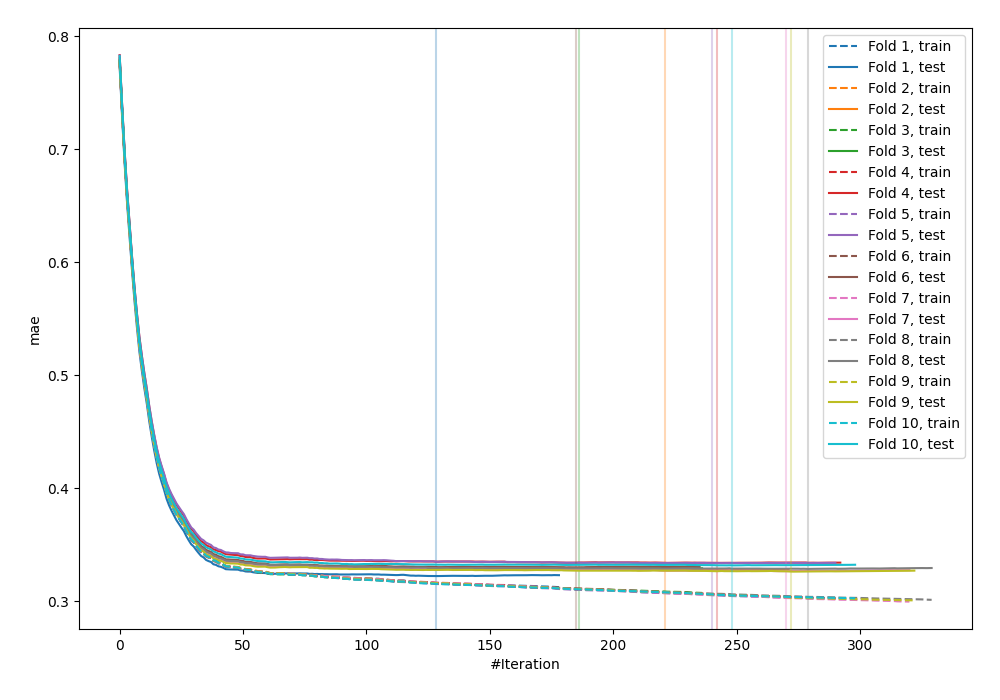 0.8
0.7
0.6
0.5
0.4
0.3
mae
0
50
100
150
200
250
300
#Iteration
Fold 1, train
Fold 1, test
Fold 2, train
Fold 2, test
Fold 3, train
Fold 3, test
Fold 4, train
Fold 4, test
Fold 5, train
Fold 5, test
Fold 6, train
Fold 6, test
Fold 7, train
Fold 7, test
Fold 8, train
Fold 8, test
Fold 9, train
Fold 9, test
Fold 10, train
Fold 10, test